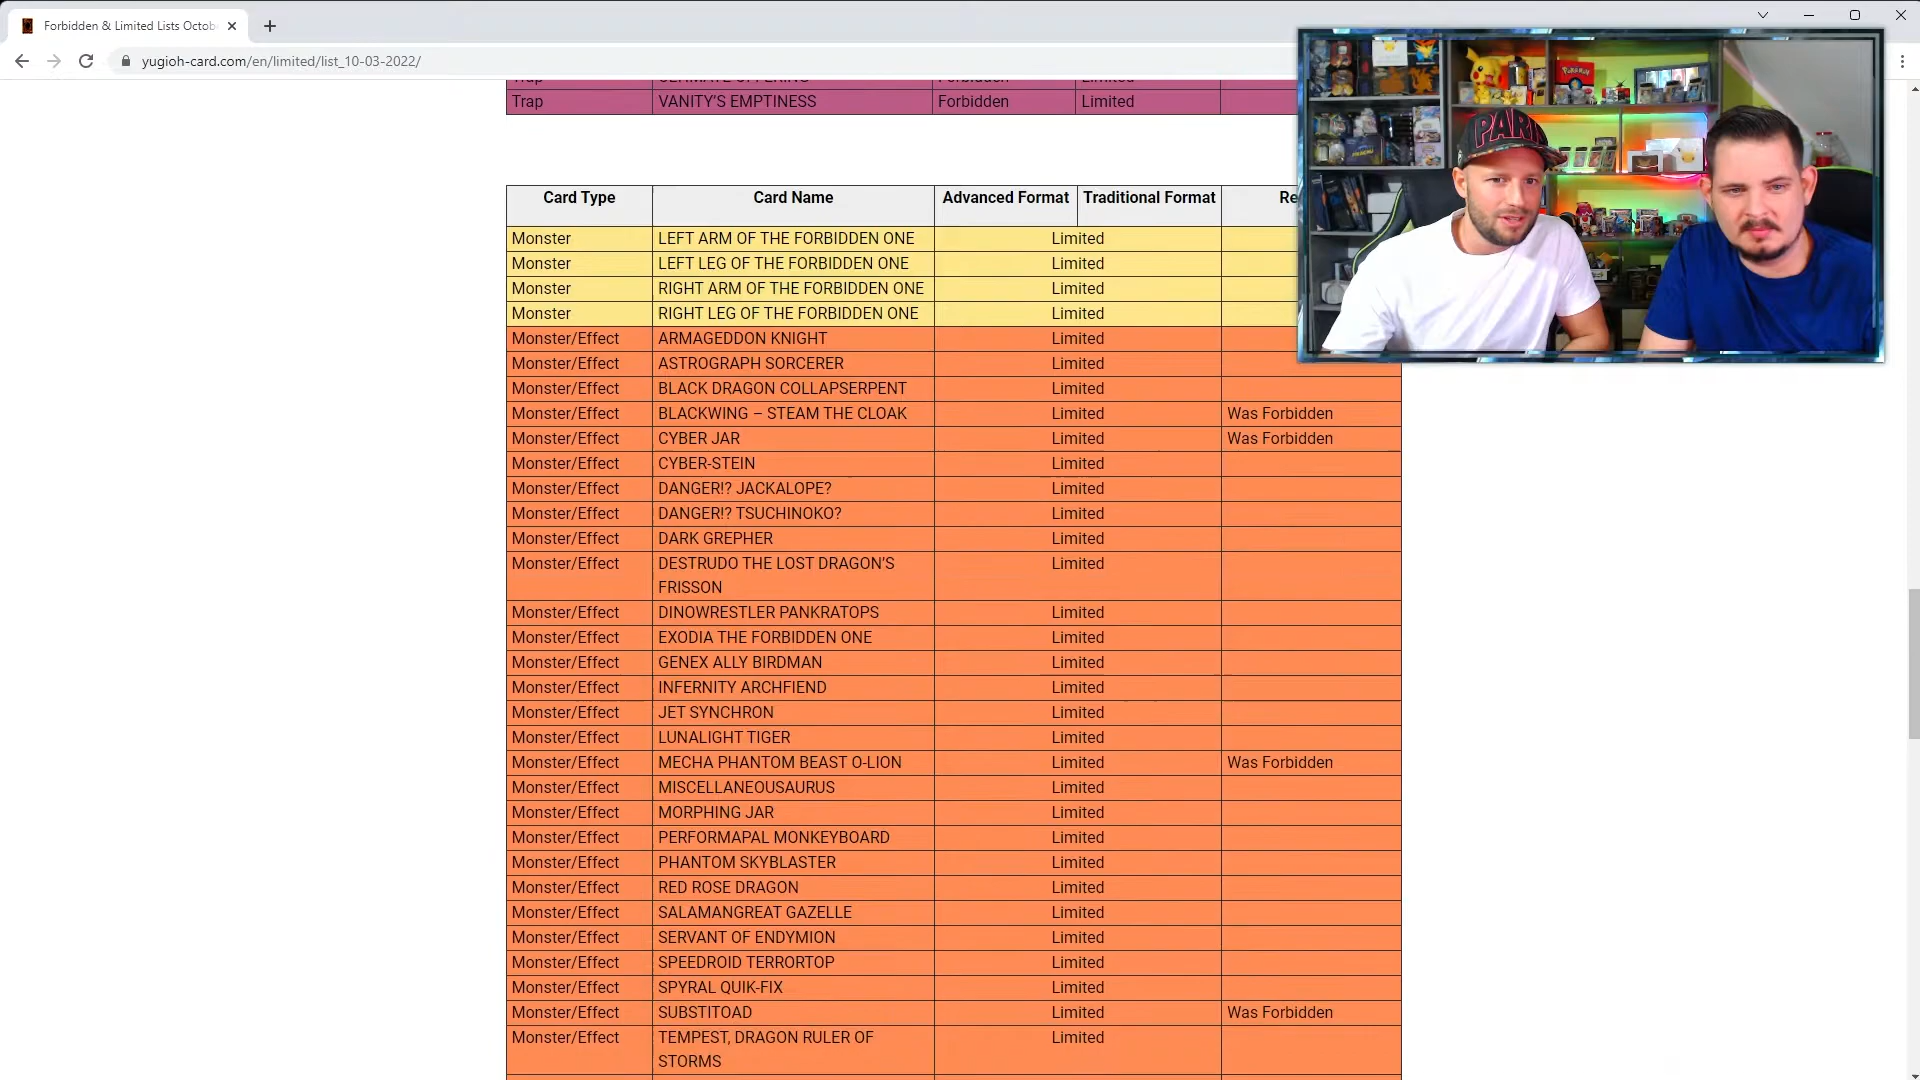 Forbidden & Limited Lists Octob
yugioh-card.com/en/limited/list_10-03-2022/
Trap ULTIMATE OFFERING Forbidden Limited
Trap VANITY’S EMPTINESS Forbidden Limited
Card Type Card Name Advanced Format Traditional Format Re
Monster LEFT ARM OF THE FORBIDDEN ONE Limited
Monster LEFT LEG OF THE FORBIDDEN ONE Limited
Monster RIGHT ARM OF THE FORBIDDEN ONE Limited
Monster RIGHT LEG OF THE FORBIDDEN ONE Limited
Monster/Effect ARMAGEDDON KNIGHT Limited
Monster/Effect ASTROGRAPH SORCERER Limited
Monster/Effect BLACK DRAGON COLLAPSERPENT Limited
Monster/Effect BLACKWING – STEAM THE CLOAK Limited Was Forbidden
Monster/Effect CYBER JAR Limited Was Forbidden
Monster/Effect CYBER-STEIN Limited
Monster/Effect DANGER!? JACKALOPE? Limited
Monster/Effect DANGER!? TSUCHINOKO? Limited
Monster/Effect DARK GREPHER Limited
Monster/Effect DESTRUDO THE LOST DRAGON’S Limited
FRISSON
Monster/Effect DINOWRESTLER PANKRATOPS Limited
Monster/Effect EXODIA THE FORBIDDEN ONE Limited
Monster/Effect GENEX ALLY BIRDMAN Limited
Monster/Effect INFERNITY ARCHFIEND Limited
Monster/Effect JET SYNCHRON Limited
Monster/Effect LUNALIGHT TIGER Limited
Monster/Effect MECHA PHANTOM BEAST O-LION Limited Was Forbidden
Monster/Effect MISCELLANEOUSAURUS Limited
Monster/Effect MORPHING JAR Limited
Monster/Effect PERFORMAPAL MONKEYBOARD Limited
Monster/Effect PHANTOM SKYBLASTER Limited
Monster/Effect RED ROSE DRAGON Limited
Monster/Effect SALAMANGREAT GAZELLE Limited
Monster/Effect SERVANT OF ENDYMION Limited
Monster/Effect SPEEDROID TERRORTOP Limited
Monster/Effect SPYRAL QUIK-FIX Limited
Monster/Effect SUBSTITOAD Limited Was Forbidden
Monster/Effect TEMPEST, DRAGON RULER OF Limited
STORMS